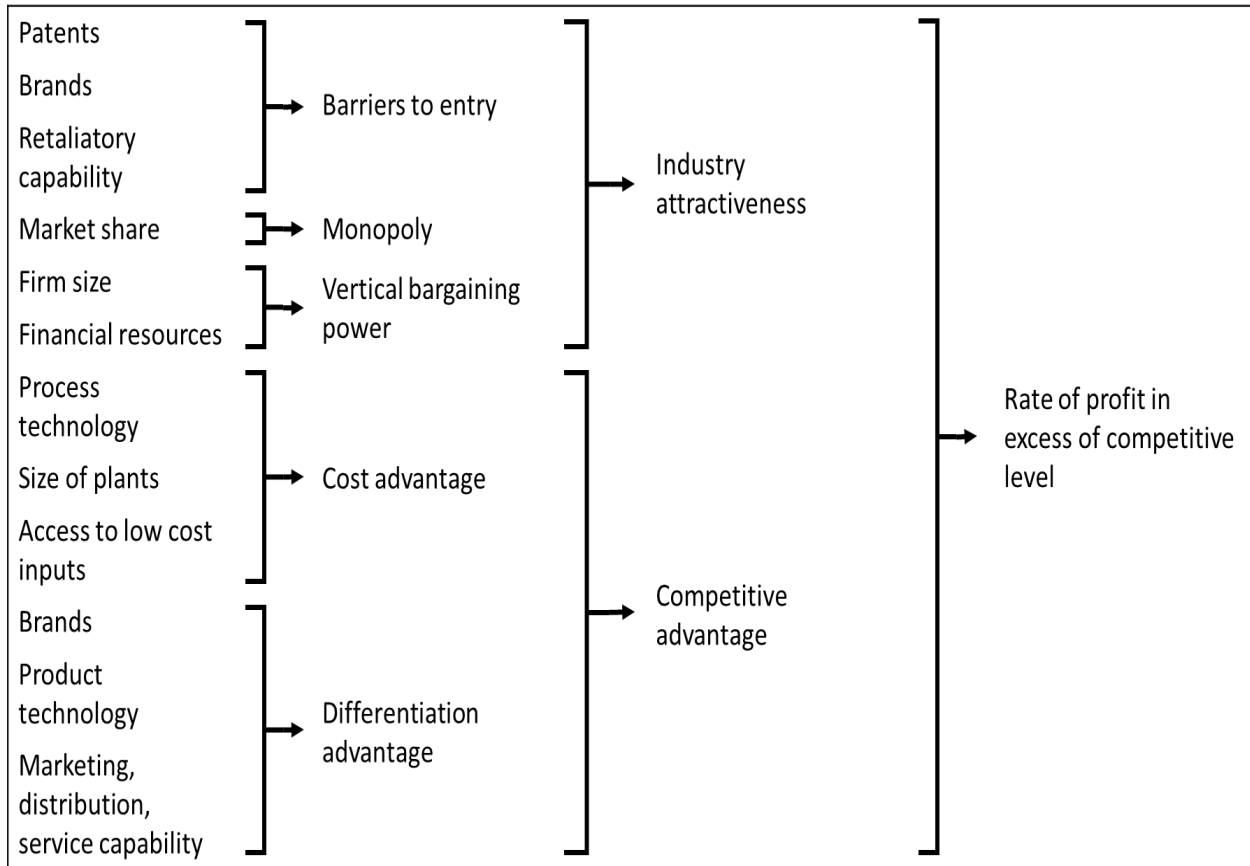 Patents
Brands
Retaliatory
capability
Market share
Firm size
Financial resources
Process
technology
Size of plants
Access to low cost
inputs
Brands
Product
technology
Marketing,
distribution,
service capability
Barriers to entry
Monopoly
Vertical bargaining
power
Cost advantage
Differentiation
advantage
Industry
attractiveness
Competitive
advantage
Rate of profit in
excess of competitive
level